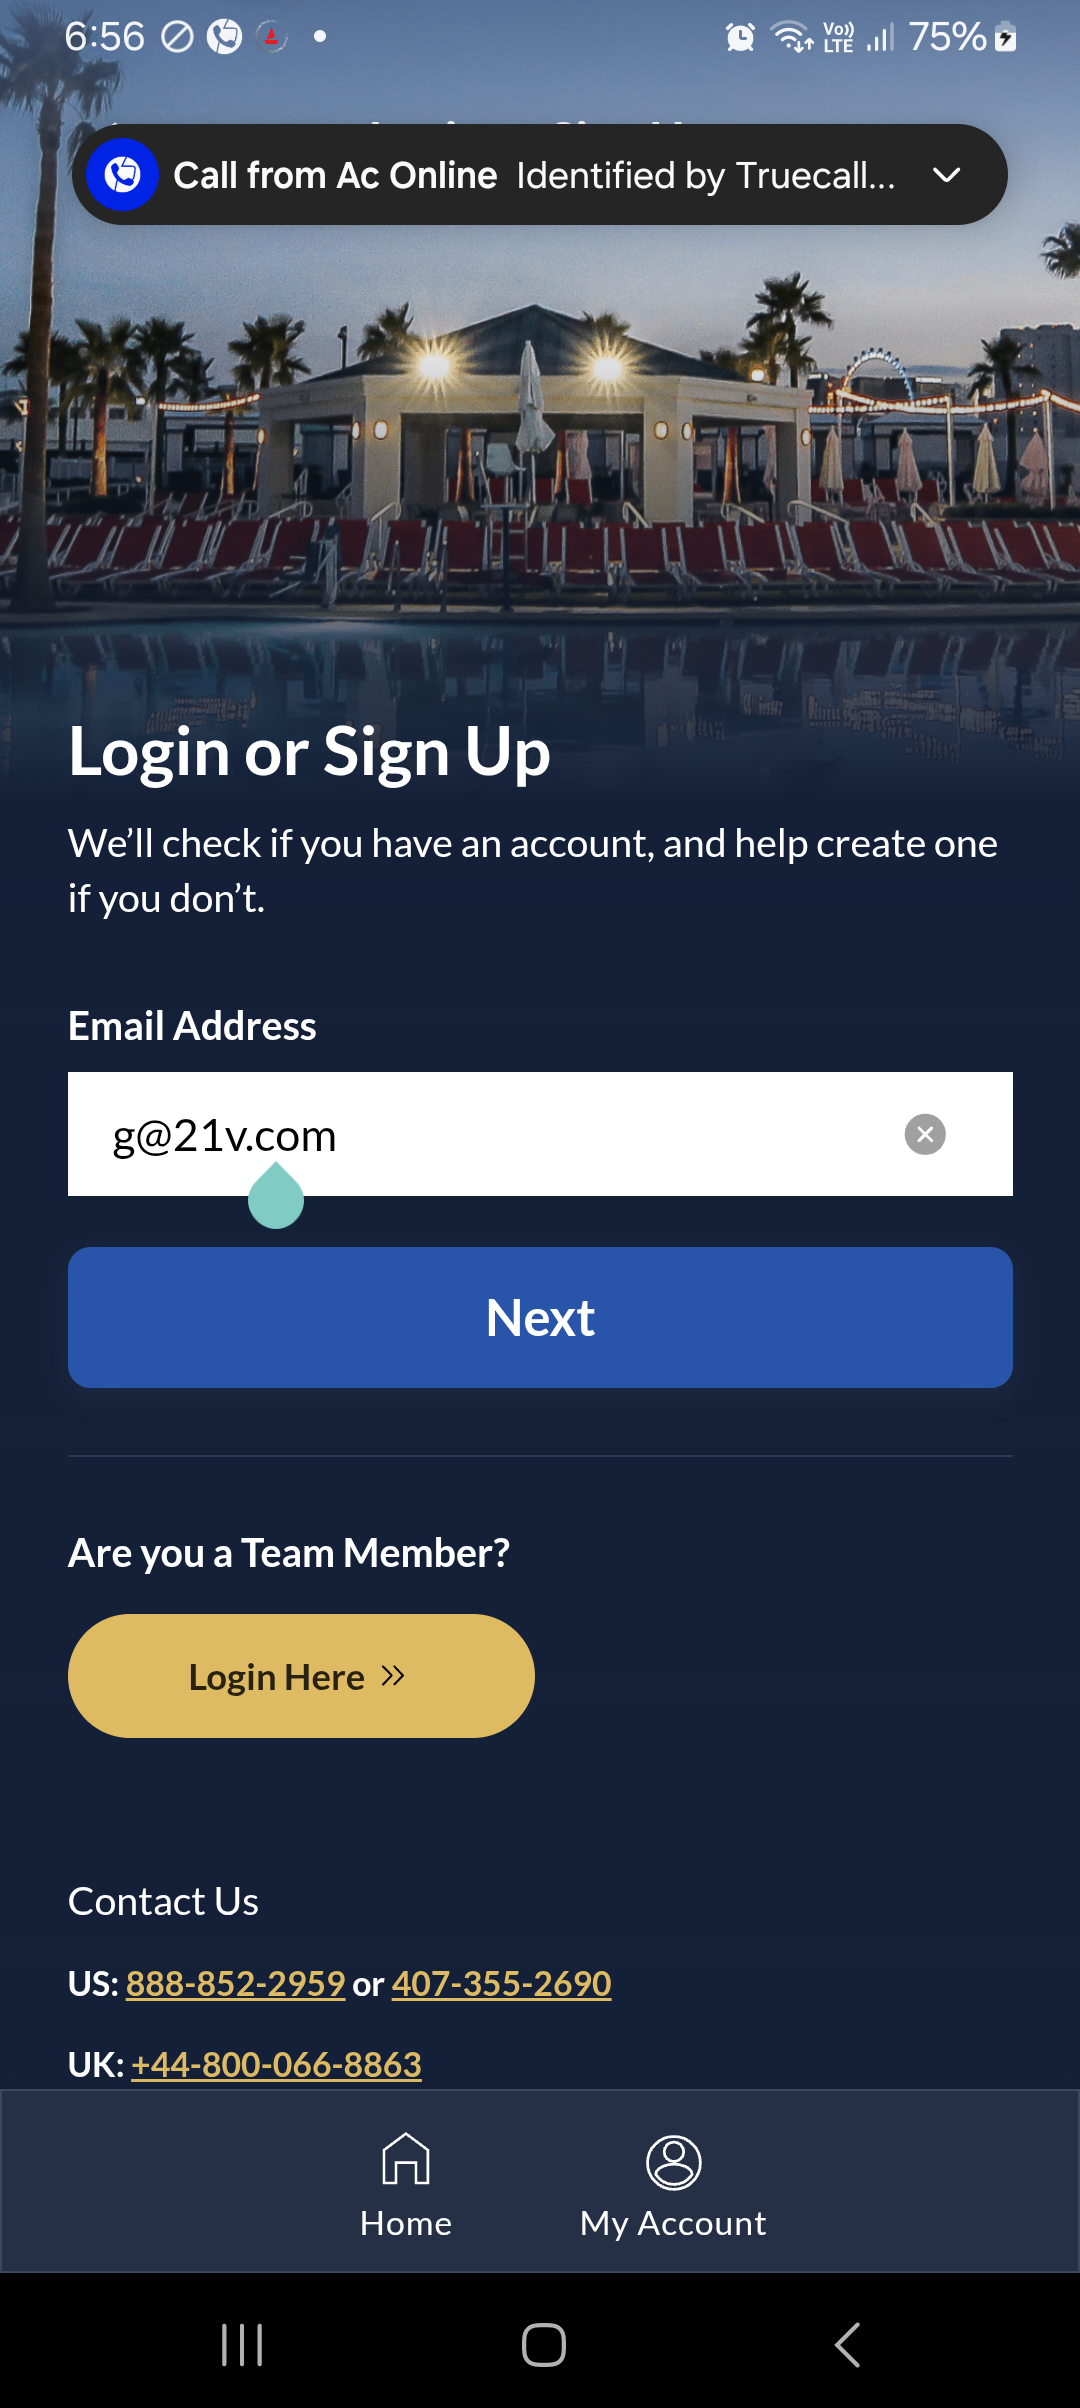 6:56
Vo))
LTE
75%
Call from Ac Online Identified by Truecall...
Login or Sign Up
We’ll check if you have an account, and help create one
if you don’t.
Email Address
g@21v.com
Next
Are you a Team Member?
Login Here
Contact Us
US: 888-852-2959 or 407-355-2690
UK: +44-800-066-8863
Home
My Account